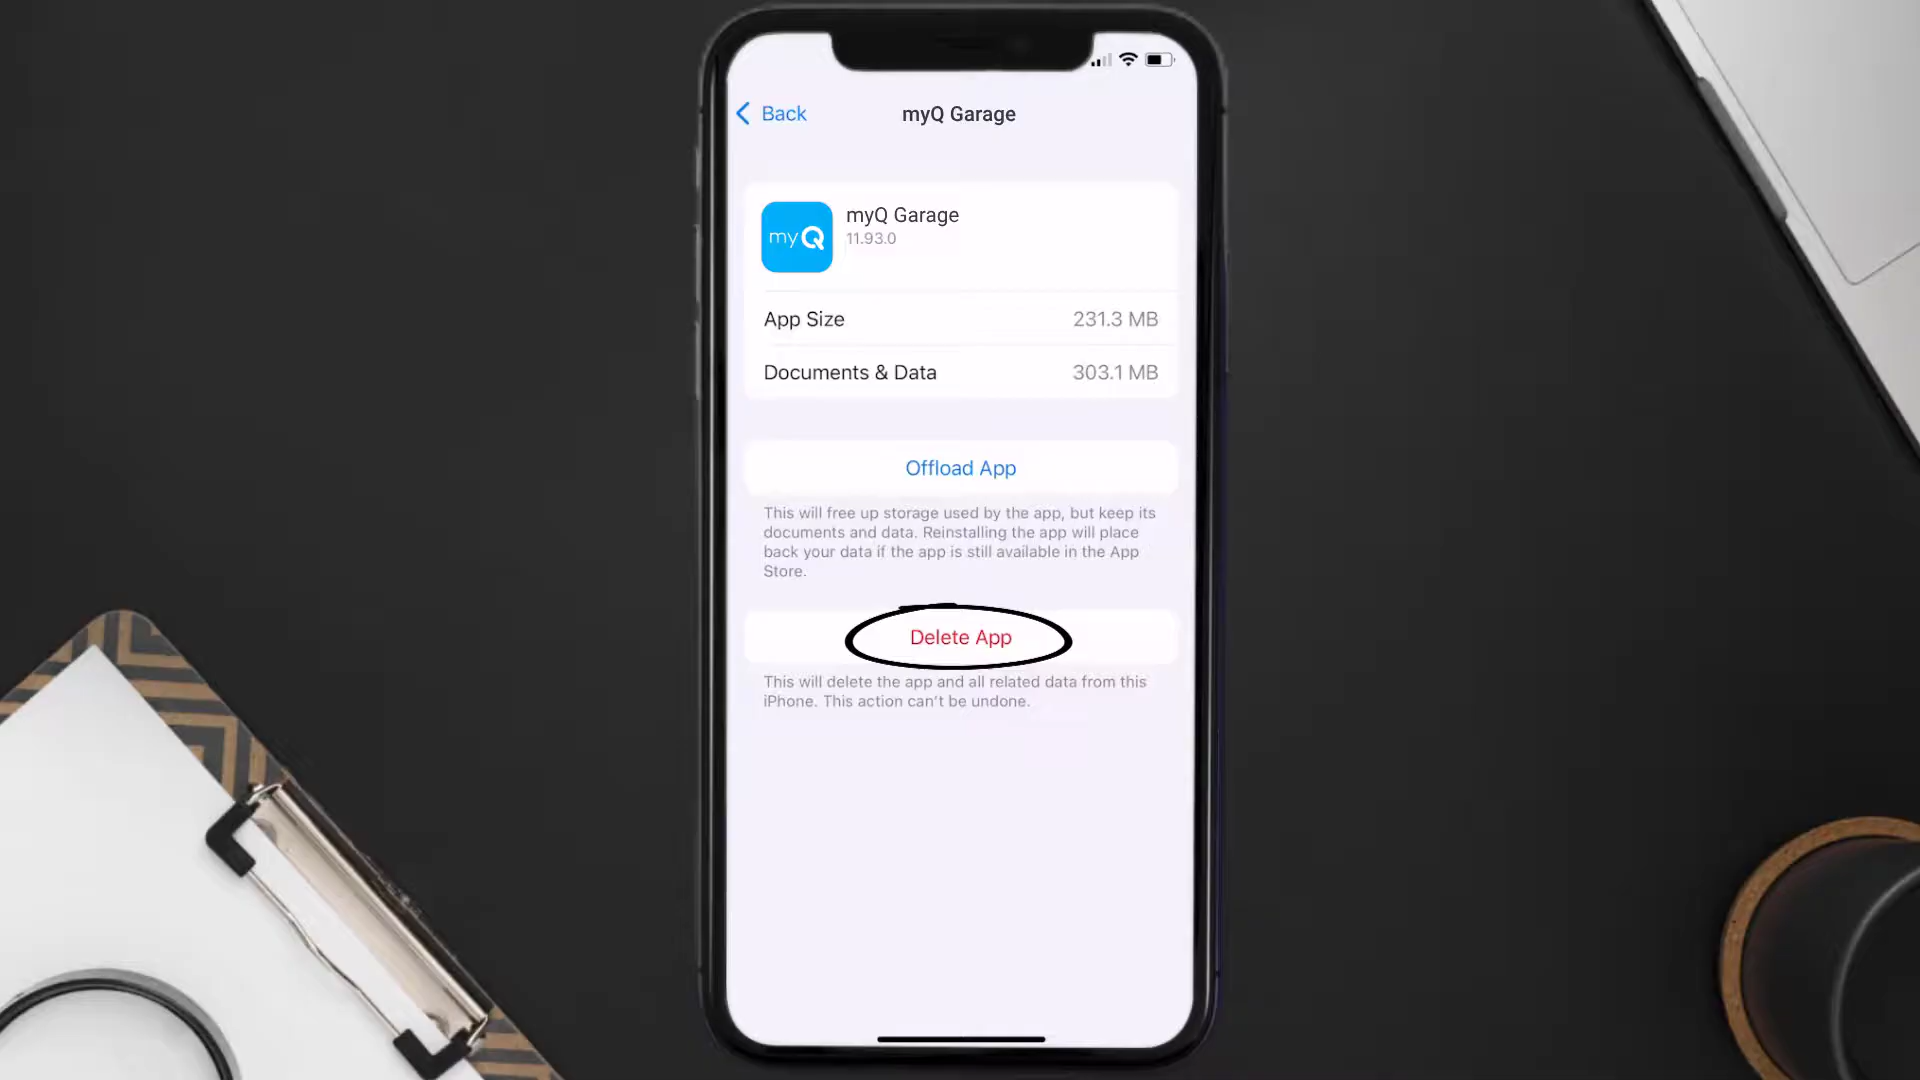 Back
myQ Garage
myQ
myQ Garage
11.93.0
App Size 231.3 MB
Documents & Data 303.1 MB
Offload App
This will free up storage used by the app, but keep its
documents and data. Reinstalling the app will place
back your data if the app is still available in the App
Store.
Delete App
This will delete the app and all related data from this
iPhone. This action can't be undone.